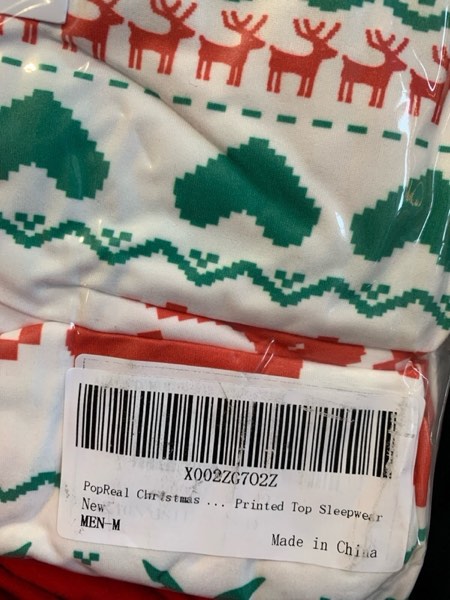 X002ZG7O2Z
PopReal Christmas ... Printed Top Sleepwear
New
MEN-M
Made in China